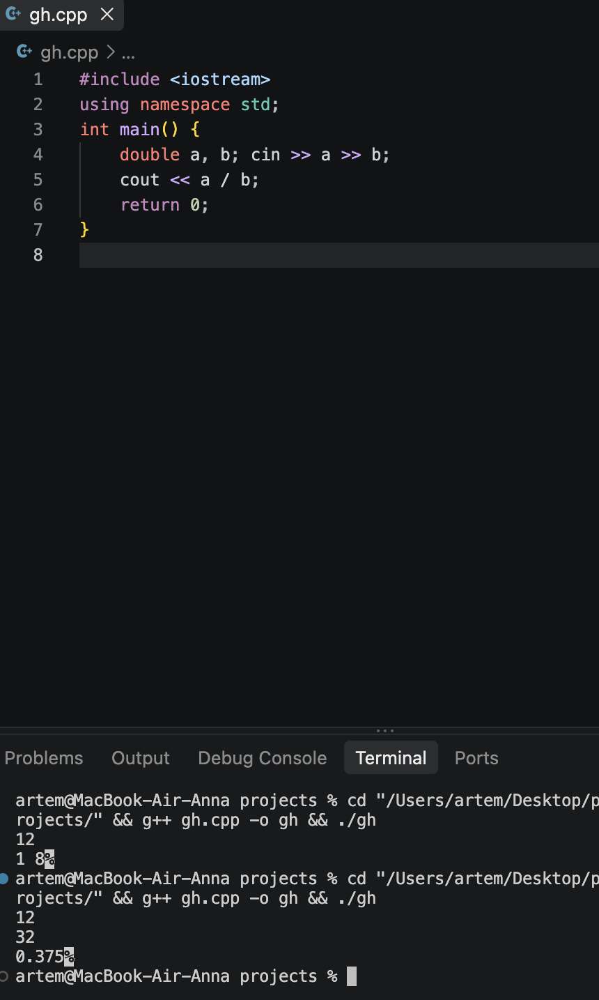 gh.cpp
gh.cpp > ...
1 #include <iostream>
2 using namespace std;
3 int main() {
4 double a, b; cin >> a >> b;
5 cout << a / b;
6 return 0;
7 }
8
Problems Output Debug Console Terminal Ports
artem@MacBook-Air-Anna projects % cd "/Users/artem/Desktop/p
rojects/" && g++ gh.cpp -o gh && ./gh
12
1 8%
artem@MacBook-Air-Anna projects % cd "/Users/artem/Desktop/p
rojects/" && g++ gh.cpp -o gh && ./gh
12
32
0.375%
artem@MacBook-Air-Anna projects %